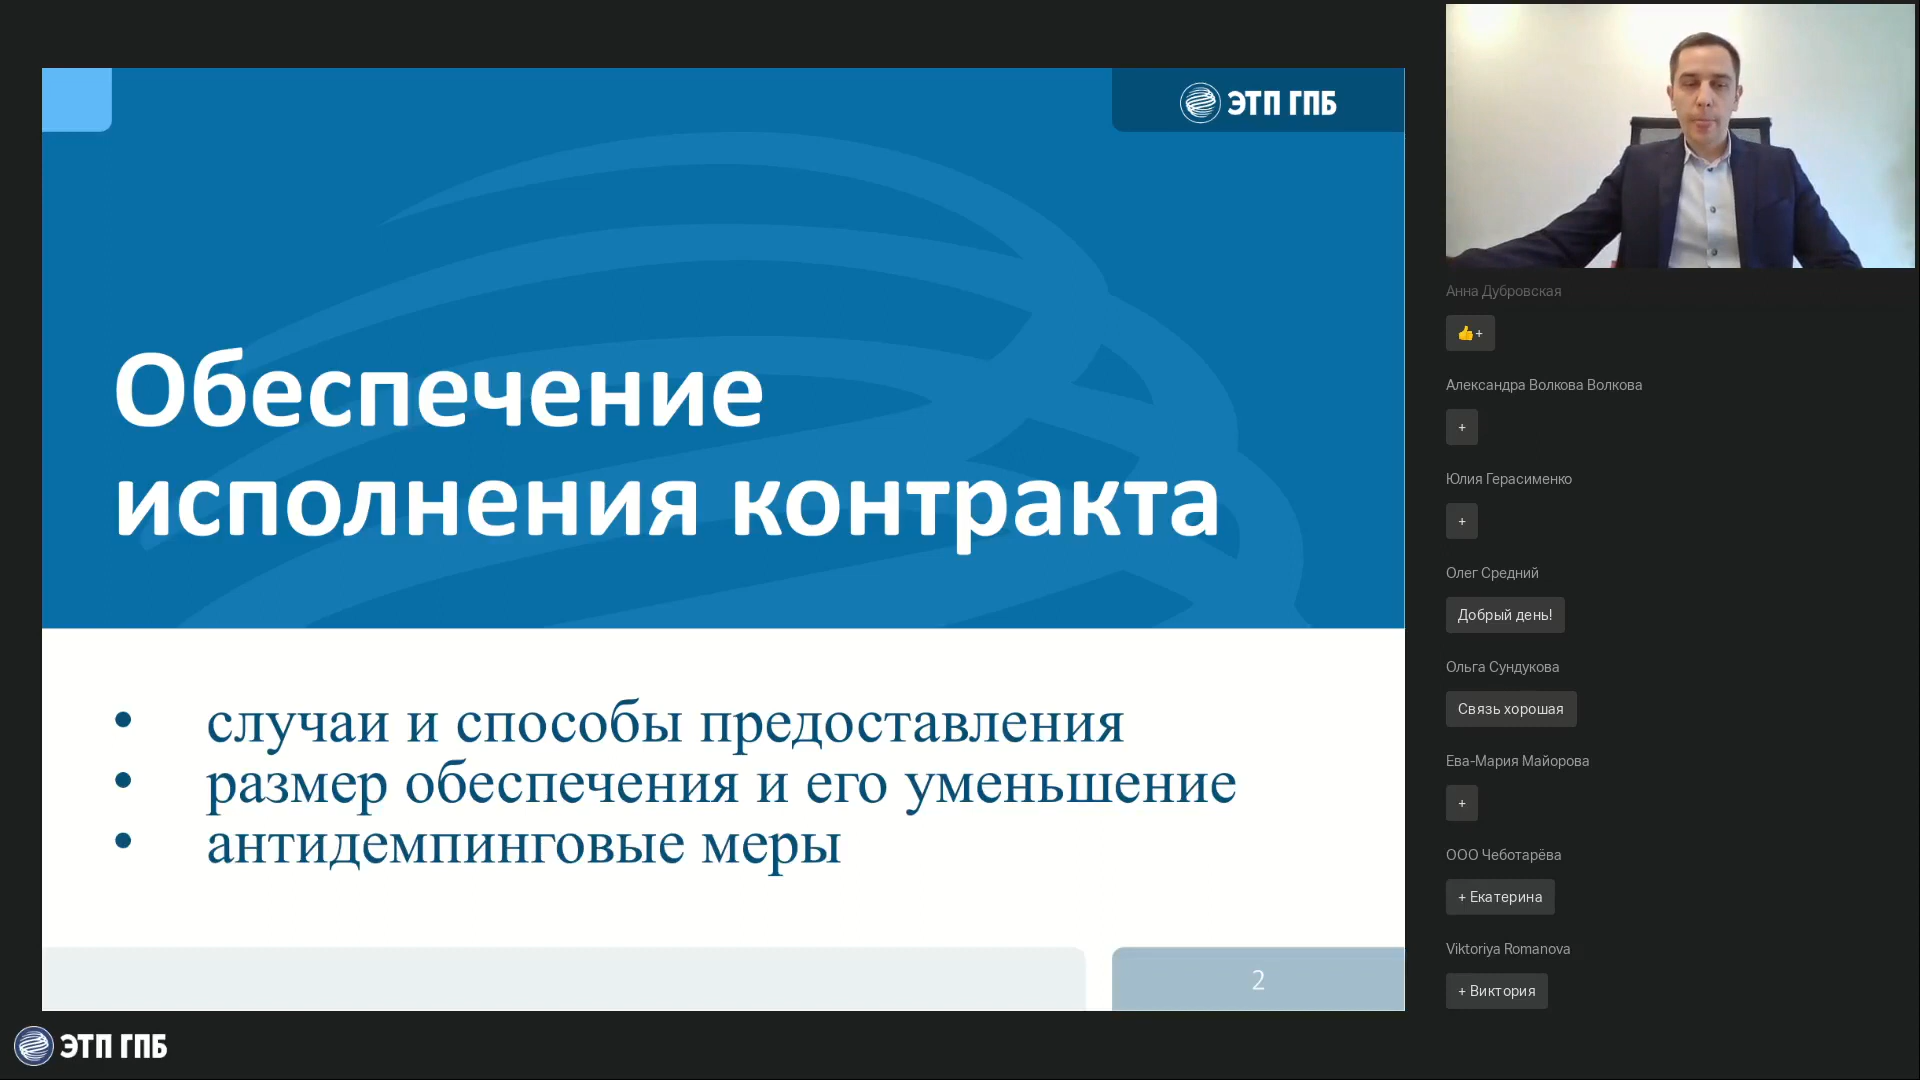 ЭТП ГПБ
Обеспечение
исполнения контракта
• случаи и способы предоставления
• размер обеспечения и его уменьшение
• антидемпинговые меры
2
ЭТП ГПБ
Анна Дубровская
👍+
Александра Волкова Волкова
+
Юлия Герасименко
+
Олег Средний
Добрый день!
Ольга Сундукова
Связь хорошая
Ева-Мария Майорова
+
ООО Чеботарёва
+ Екатерина
Viktoriya Romanova
+ Виктория